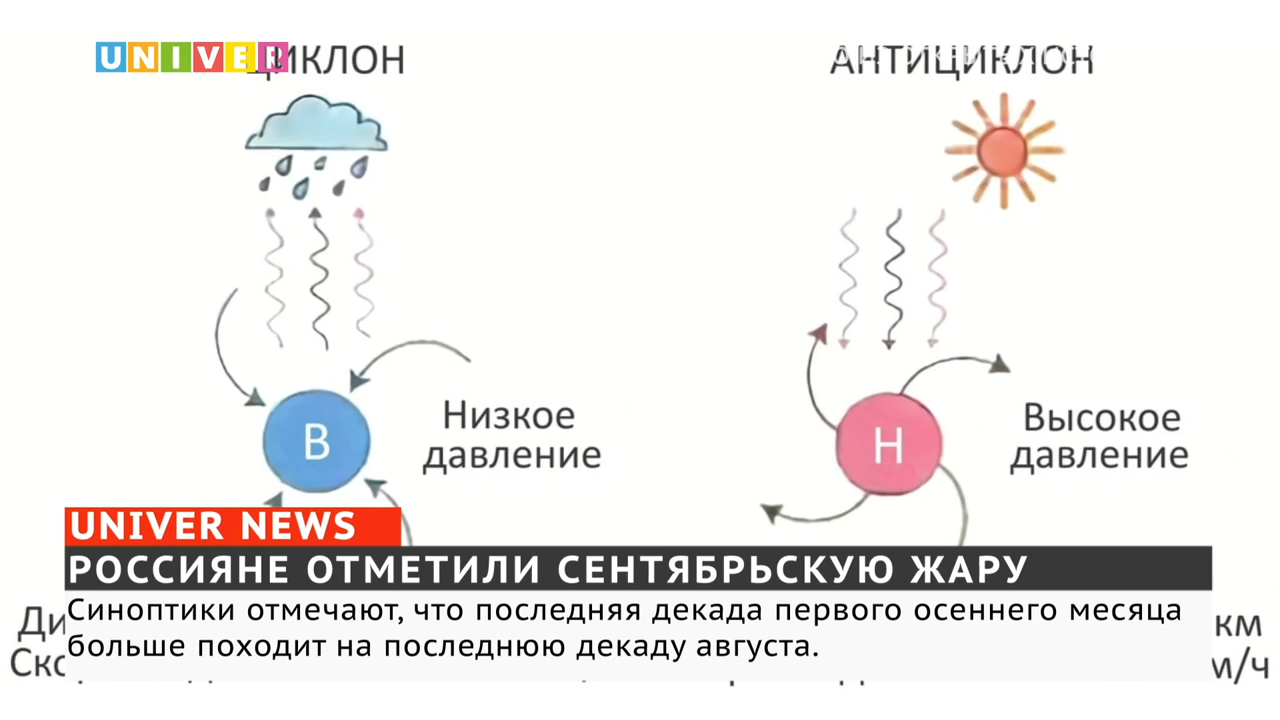 UNIVER
ЦИКЛОН
АНТИЦИКЛОН
Низкое
давление
Высокое
давление
В
Н
UNIVER NEWS
РОССИЯНЕ ОТМЕТИЛИ СЕНТЯБРЬСКУЮ ЖАРУ
Синоптики отмечают, что последняя декада первого осеннего месяца
больше походит на последнюю декаду августа.
км
м/ч